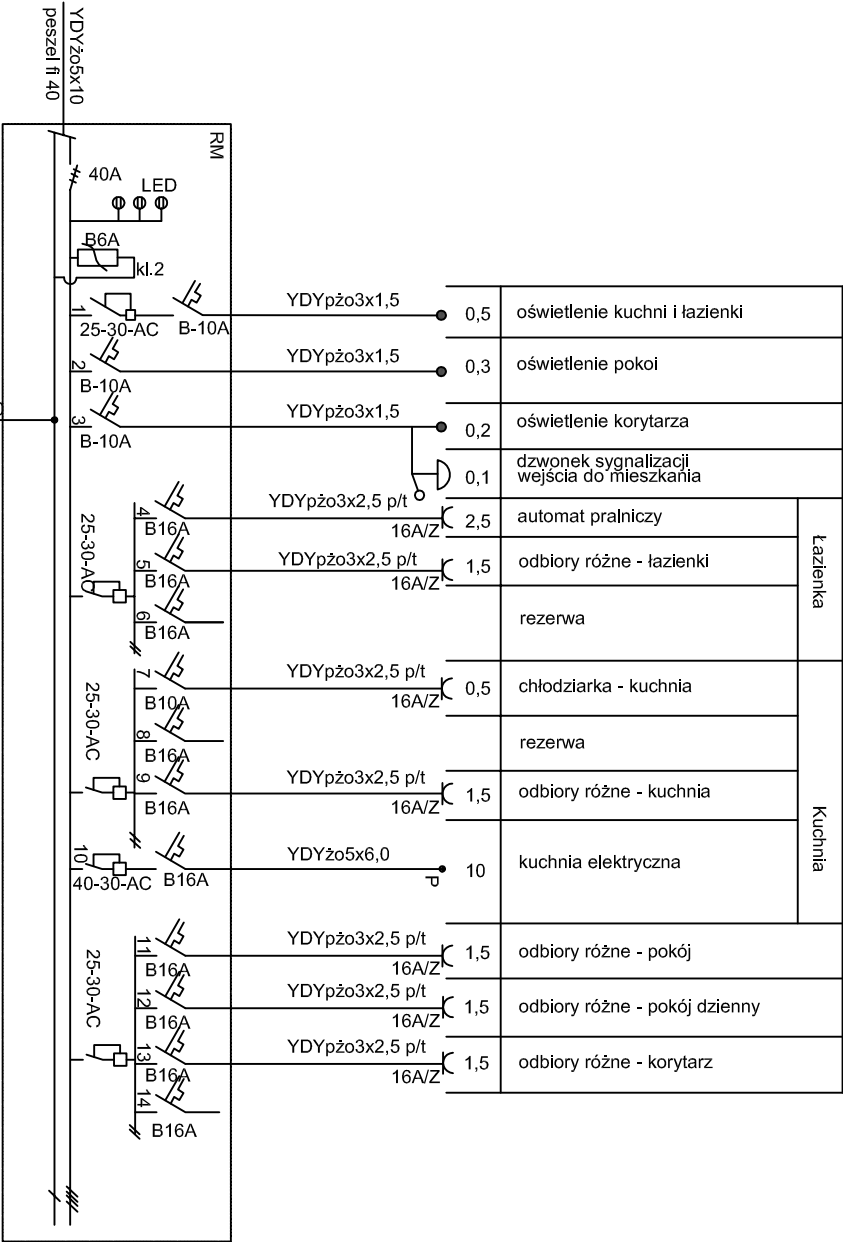 YDYżo5x10
peszel fi 40
RM
40A
LED
B6A
kl.2
1
25-30-AC
B-10A
YDYpżo3x1,5
0,5
oświetlenie kuchni i łazienki
2
B-10A
YDYpżo3x1,5
0,3
oświetlenie pokoi
3
B-10A
YDYpżo3x1,5
0,2
oświetlenie korytarza
0,1
dzwonek sygnalizacji
wejścia do mieszkania
25-30-AC
4
B16A
YDYpżo3x2,5 p/t
16A/Z
2,5
automat pralniczy
Łazienka
5
B16A
YDYpżo3x2,5 p/t
16A/Z
1,5
odbiory różne - łazienki
6
B16A
rezerwa
25-30-AC
7
B10A
YDYpżo3x2,5 p/t
16A/Z
0,5
chłodziarka - kuchnia
Kuchnia
8
B16A
rezerwa
9
B16A
YDYpżo3x2,5 p/t
16A/Z
1,5
odbiory różne - kuchnia
10
40-30-AC
B16A
YDYżo5x6,0
P
10
kuchnia elektryczna
25-30-AC
11
B16A
YDYpżo3x2,5 p/t
16A/Z
1,5
odbiory różne - pokój
12
B16A
YDYpżo3x2,5 p/t
16A/Z
1,5
odbiory różne - pokój dzienny
13
B16A
YDYpżo3x2,5 p/t
16A/Z
1,5
odbiory różne - korytarz
14
B16A